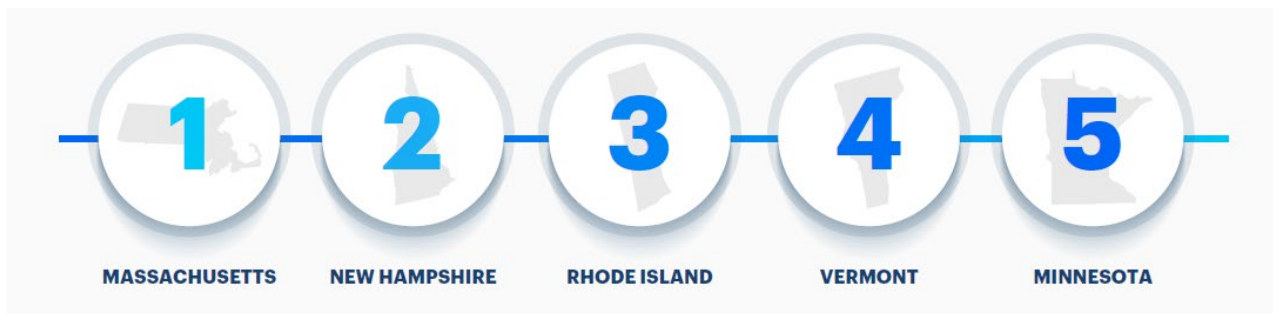 1 2 3 4 5
MASSACHUSETTS NEW HAMPSHIRE RHODE ISLAND VERMONT MINNESOTA